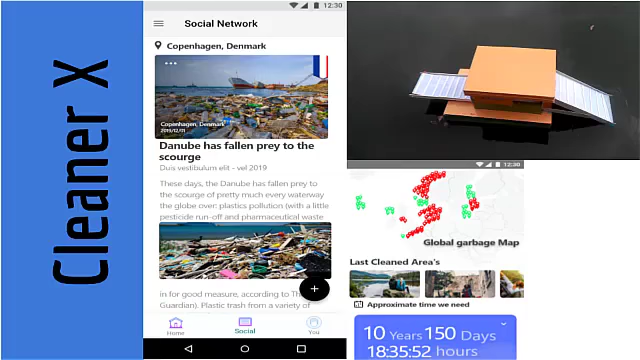 Cleaner X
12:30
Social Network
Copenhagen, Denmark
Copenhagen, Denmark
2019/12/01
Danube has fallen prey to the
scourge
Duis vestibulum elit - vel 2019
These days, the Danube has fallen prey to
the scourge of pretty much every waterway
the globe over: plastics pollution (with a little
pesticide run-off and pharmaceutical waste
in for good measure, according to
Guardian). Plastic trash from a variety of
Home
Social
You
12:30
Global garbage Map
Last Cleaned Area's
Approximate time we need
10 Years 150 Days
18:35:52 hours